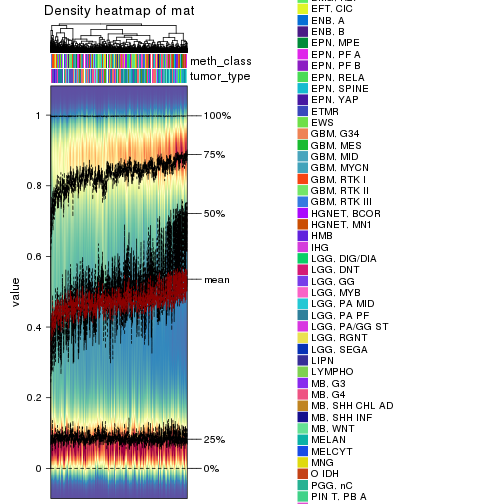 Density heatmap of mat
meth_class
tumor_type
100%
75%
50%
mean
25%
0%
value
1
0.8
0.6
0.4
0.2
0
EFT. CIC
ENB. A
ENB. B
EPN. MPE
EPN. PF A
EPN. PF B
EPN. RELA
EPN. SPINE
EPN. YAP
ETMR
EWS
GBM. G34
GBM. MES
GBM. MID
GBM. MYCN
GBM. RTK I
GBM. RTK II
GBM. RTK III
HGNET. BCOR
HGNET. MN1
HMB
IHG
LGG. DIG/DIA
LGG. DNT
LGG. GG
LGG. MYB
LGG. PA MID
LGG. PA PF
LGG. PA/GG ST
LGG. RGNT
LGG. SEGA
LIPN
LYMPHO
MB. G3
MB. G4
MB. SHH CHL AD
MB. SHH INF
MB. WNT
MELAN
MELCYT
MNG
O IDH
PGG. nC
PIN T. PB A